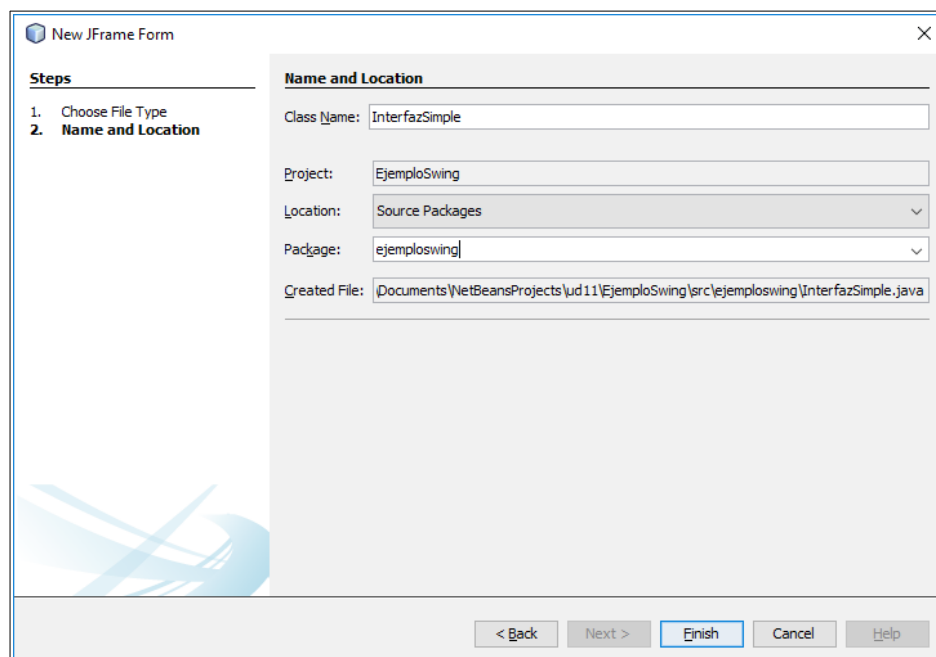 New JFrame Form
Steps
1. Choose File Type
2. Name and Location
Name and Location
Class Name: InterfazSimple
Project: EjemploSwing
Location: Source Packages
Package: ejemploswing
Created File: \Documents\NetBeansProjects\ud11\EjemploSwing\src\ejemploswing\InterfazSimple.java
< Back Next > Finish Cancel Help